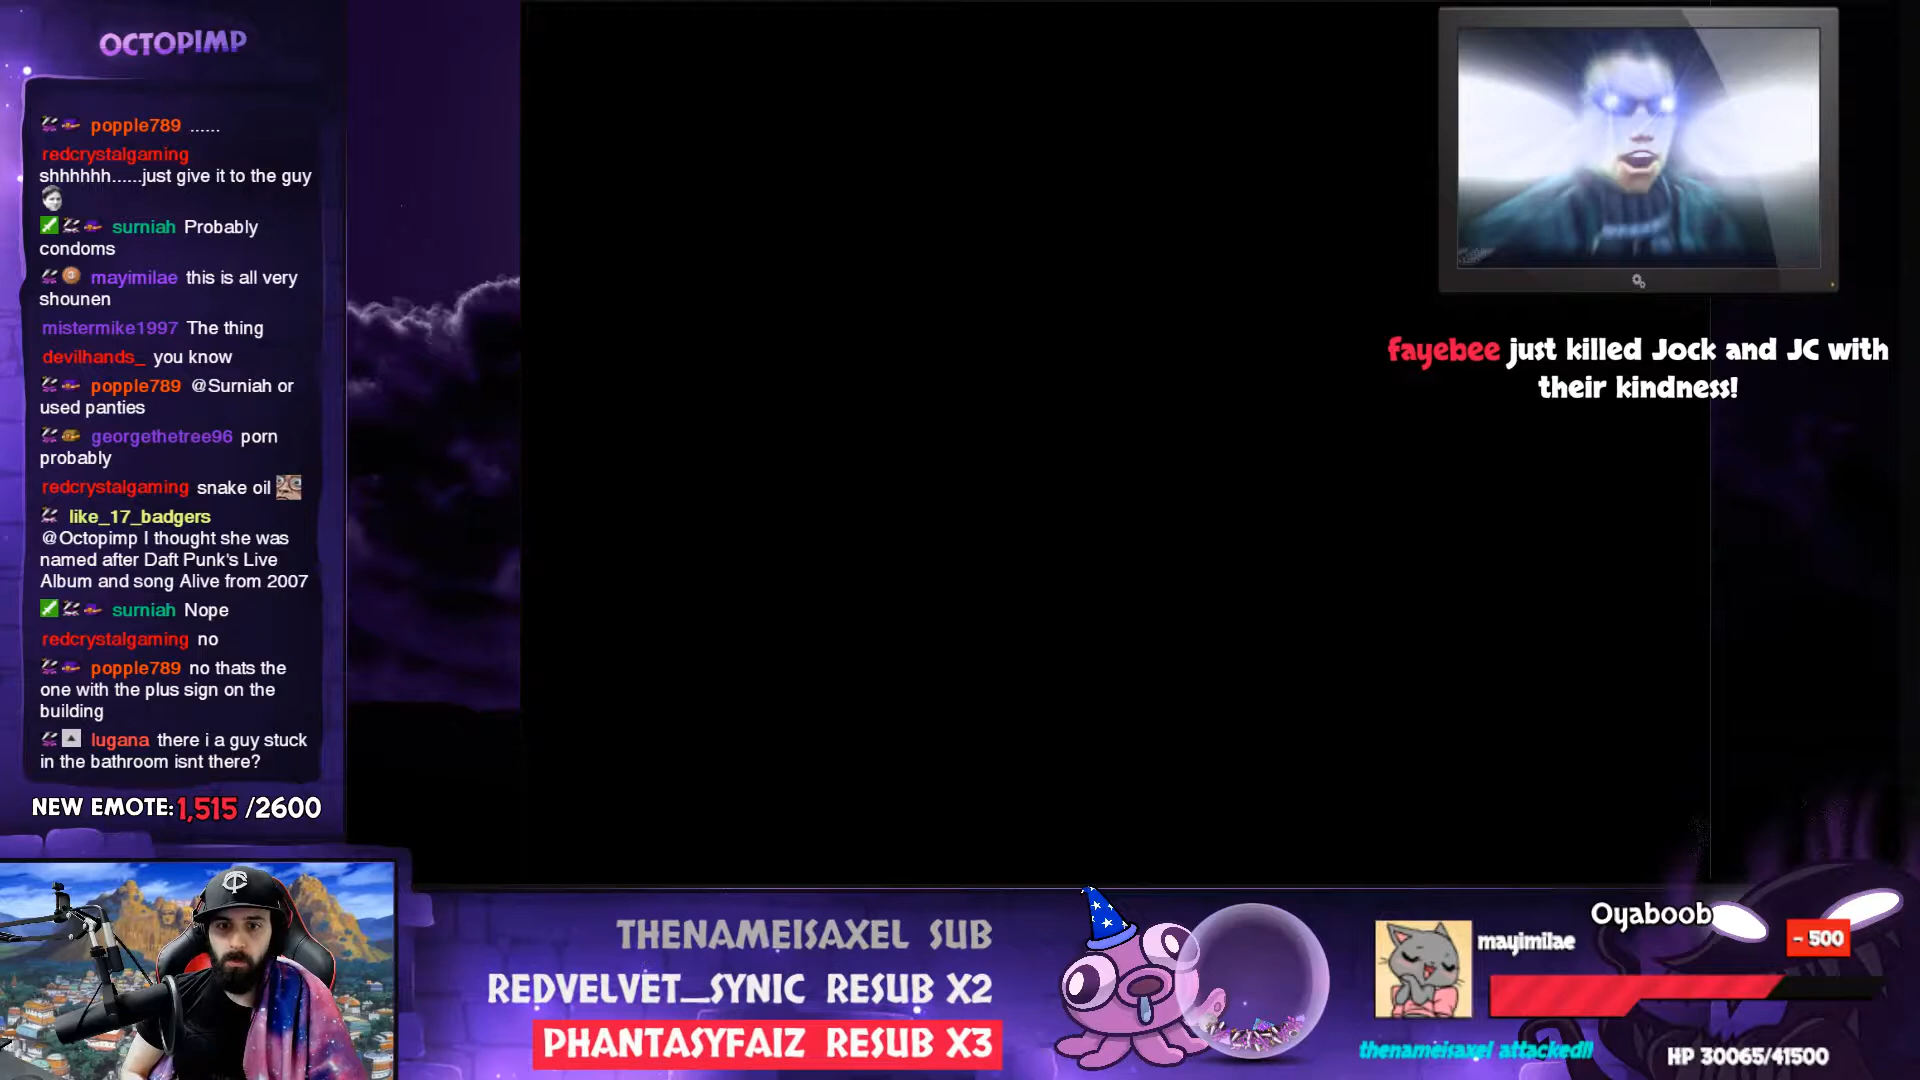 OCTOPIMP
popple789 ......
redcrystalgaming
shhhhhh......just give it to the guy
surniah Probably
condoms
mayimilae this is all very
shounen
mistermike1997 The thing
devilhands_ you know
popple789 @Surniah or
used panties
georgethetree96 porn
probably
redcrystalgaming snake oil
like_17_badgers
@Octopimp I thought she was
named after Daft Punk's Live
Album and song Alive from 2007
surniah Nope
redcrystalgaming no
popple789 no thats the
one with the plus sign on the
building
lugana there i a guy stuck
in the bathroom isnt there?
NEW EMOTE: 1,515 /2600
fayebee just killed Jock and JC with
their kindness!
THENAMEISAXEL SUB
REDVELVET_SYNIC RESUB X2
PHANTASYFAIZ RESUB X3
Oyaboob
mayimilae
- 500
thenameisaxel attacked!!
HP 30065/41500